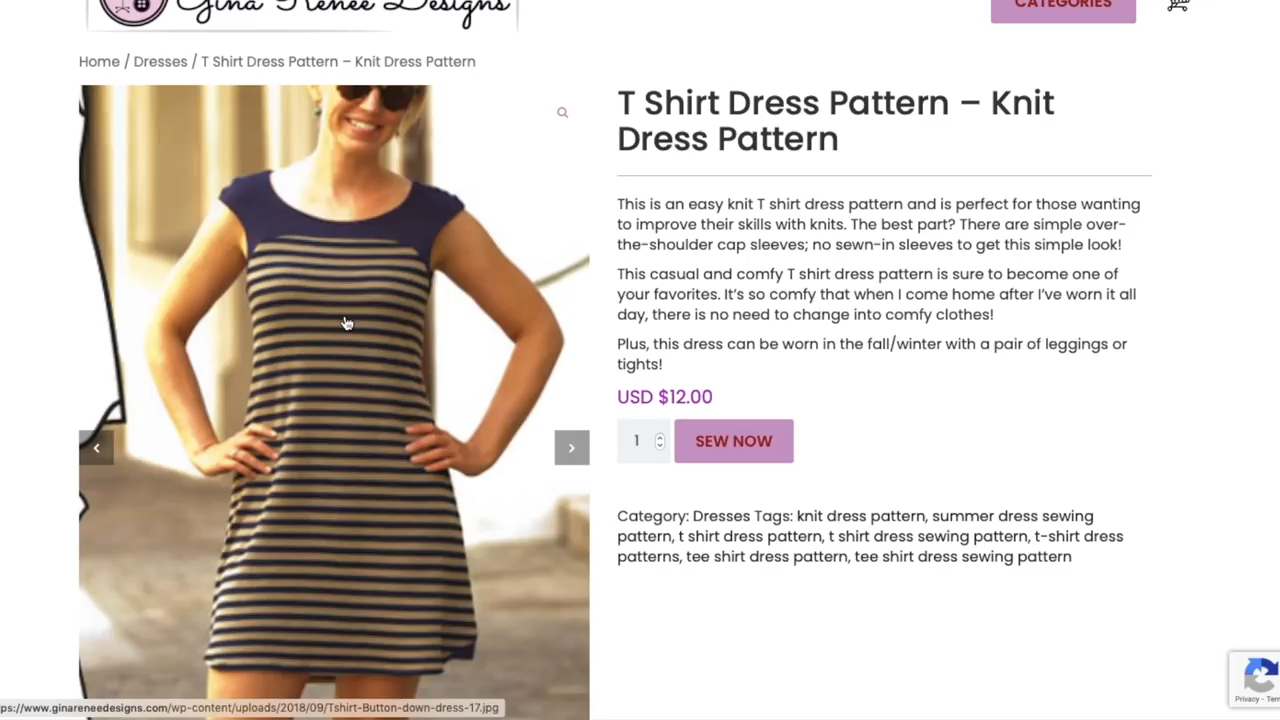 Gina Renee Designs
CATEGORIES
Home / Dresses / T Shirt Dress Pattern – Knit Dress Pattern
T Shirt Dress Pattern – Knit
Dress Pattern
This is an easy knit T shirt dress pattern and is perfect for those wanting
to improve their skills with knits. The best part? There are simple over-
the-shoulder cap sleeves; no sewn-in sleeves to get this simple look!
This casual and comfy T shirt dress pattern is sure to become one of
your favorites. It’s so comfy that when I come home after I’ve worn it all
day, there is no need to change into comfy clothes!
Plus, this dress can be worn in the fall/winter with a pair of leggings or
tights!
USD $12.00
1
SEW NOW
Category: Dresses Tags: knit dress pattern, summer dress sewing
pattern, t shirt dress pattern, t shirt dress sewing pattern, t-shirt dress
patterns, tee shirt dress pattern, tee shirt dress sewing pattern
Privacy - Tern
ps://www.ginareneedesigns.com/wp-content/uploads/2018/09/Tshirt-Button-down-dress-17.jpg